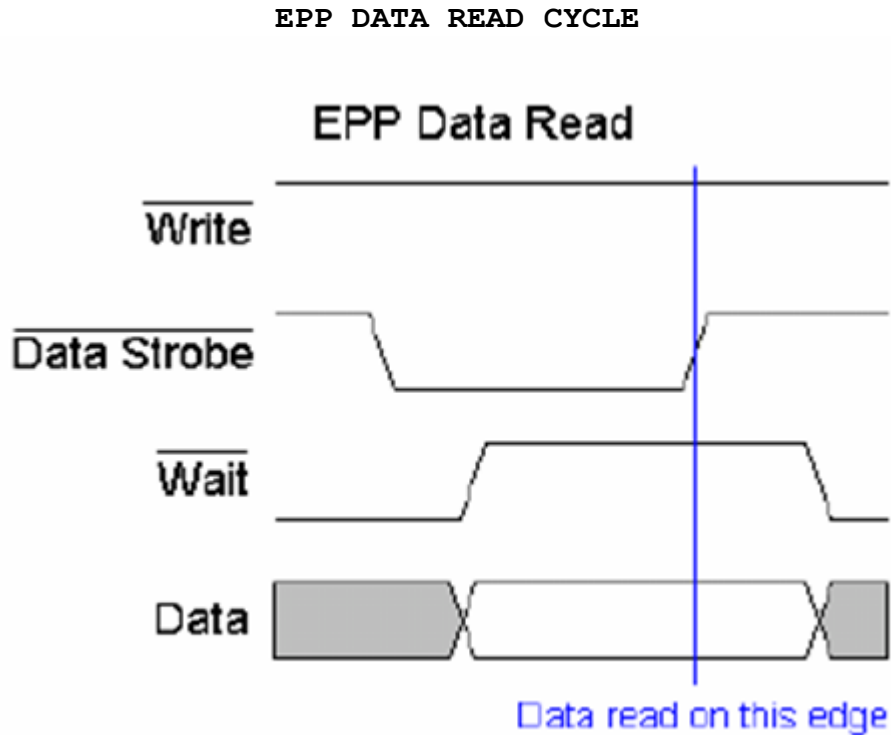 EPP DATA READ CYCLE
EPP Data Read
Write
Data Strobe
Wait
Data
Data read on this edge